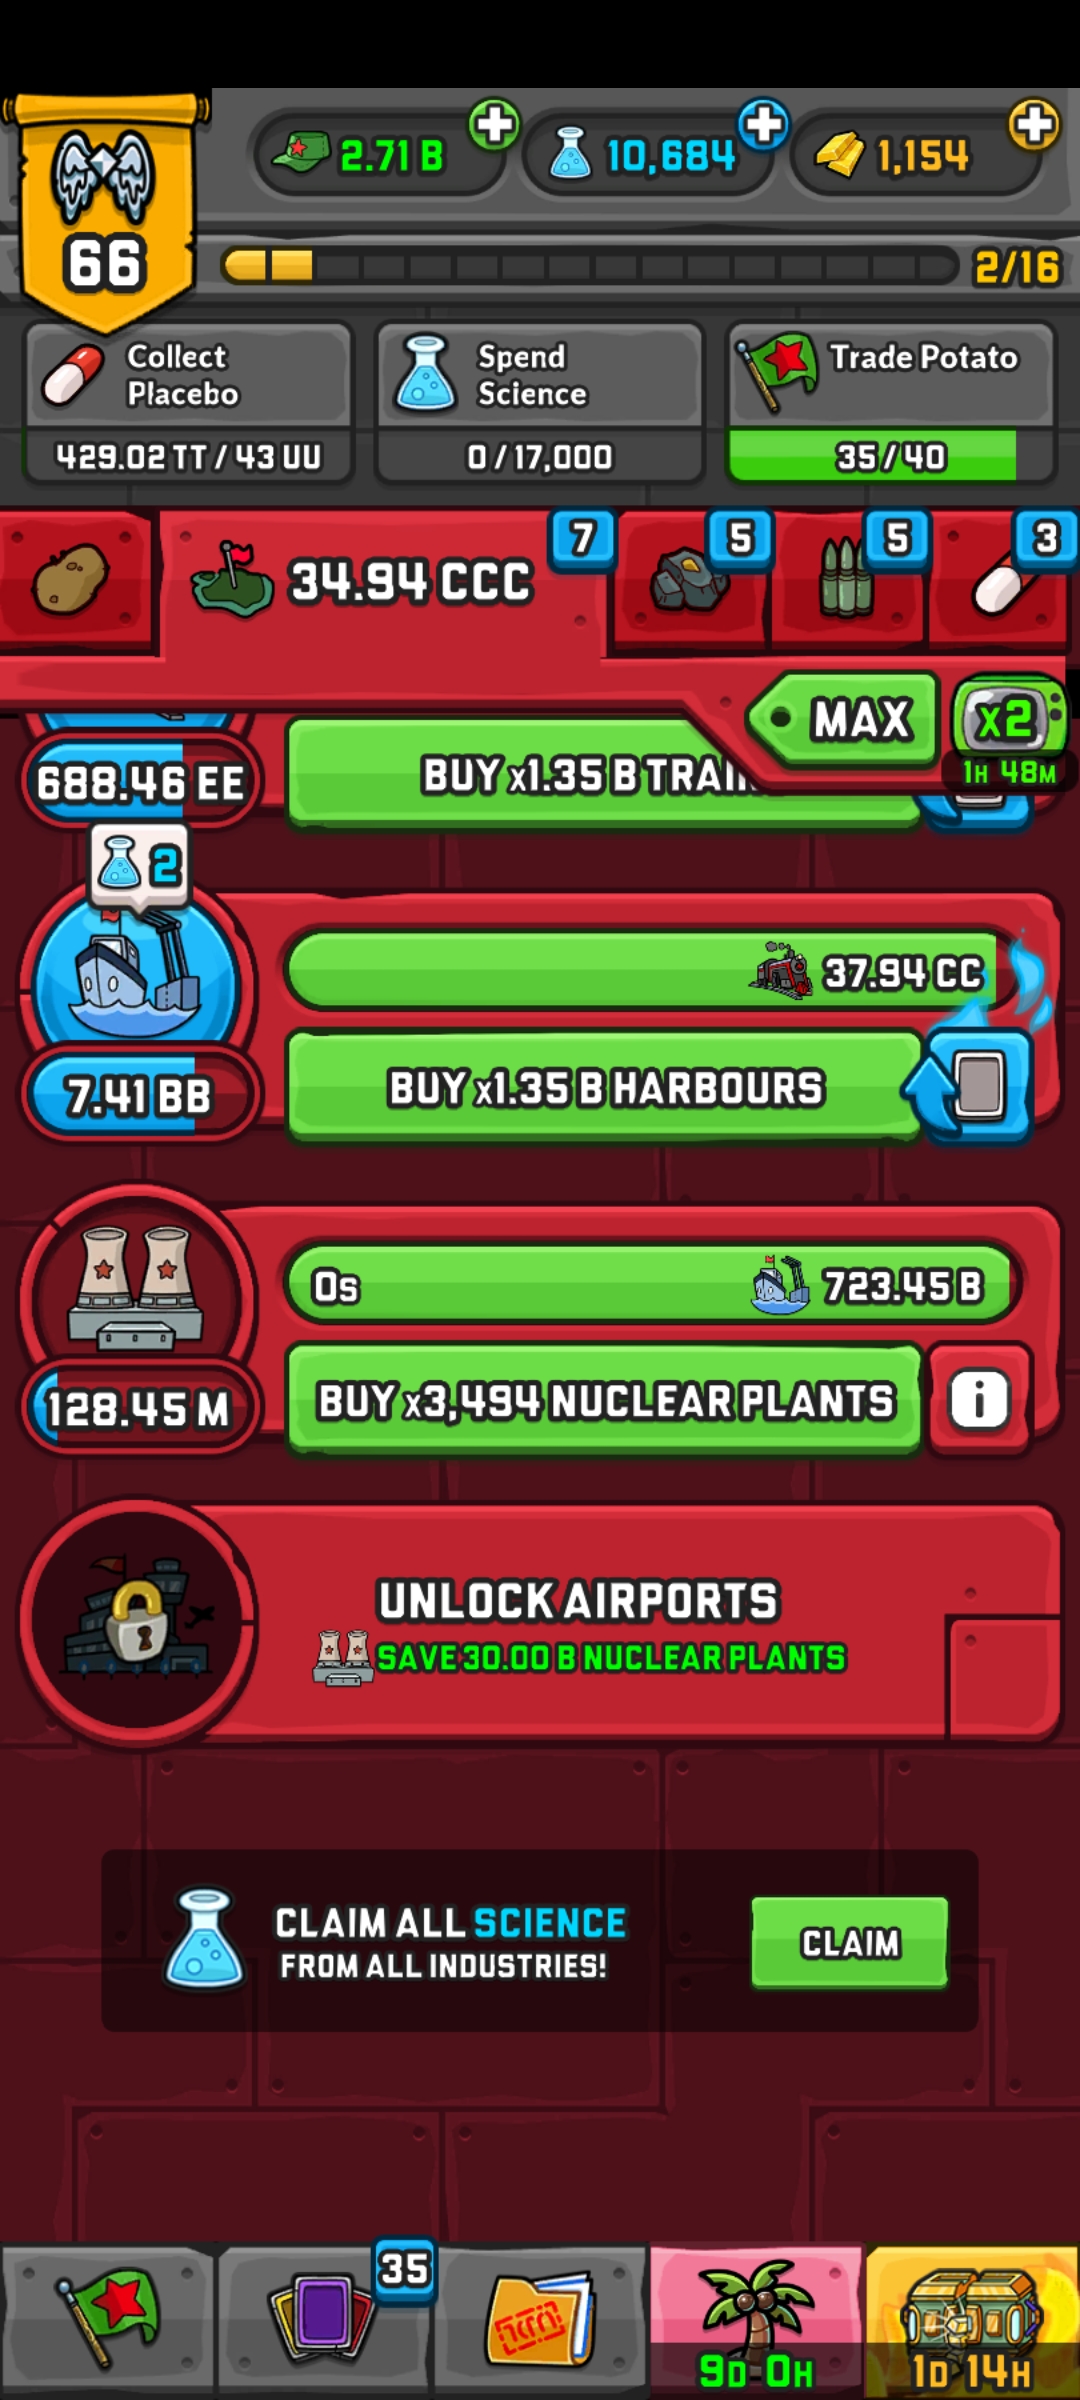 2.71 B
10,684
1,154
66
2/16
Collect
Placebo
429.02 TT / 43 UU
Spend
Science
0 / 17,000
Trade Potato
35 / 40
34.94 CCC
7
5
5
3
MAX
x2
1H 48M
688.46 EE
BUY x1.35 B TRAIN
2
37.94 CC
7.41 BB
BUY x1.35 B HARBOURS
0s
723.45 B
128.45 M
BUY x3,494 NUCLEAR PLANTS
i
UNLOCK AIRPORTS
SAVE 30.00 B NUCLEAR PLANTS
CLAIM ALL SCIENCE
FROM ALL INDUSTRIES!
CLAIM
35
9D 0H
1D 14H